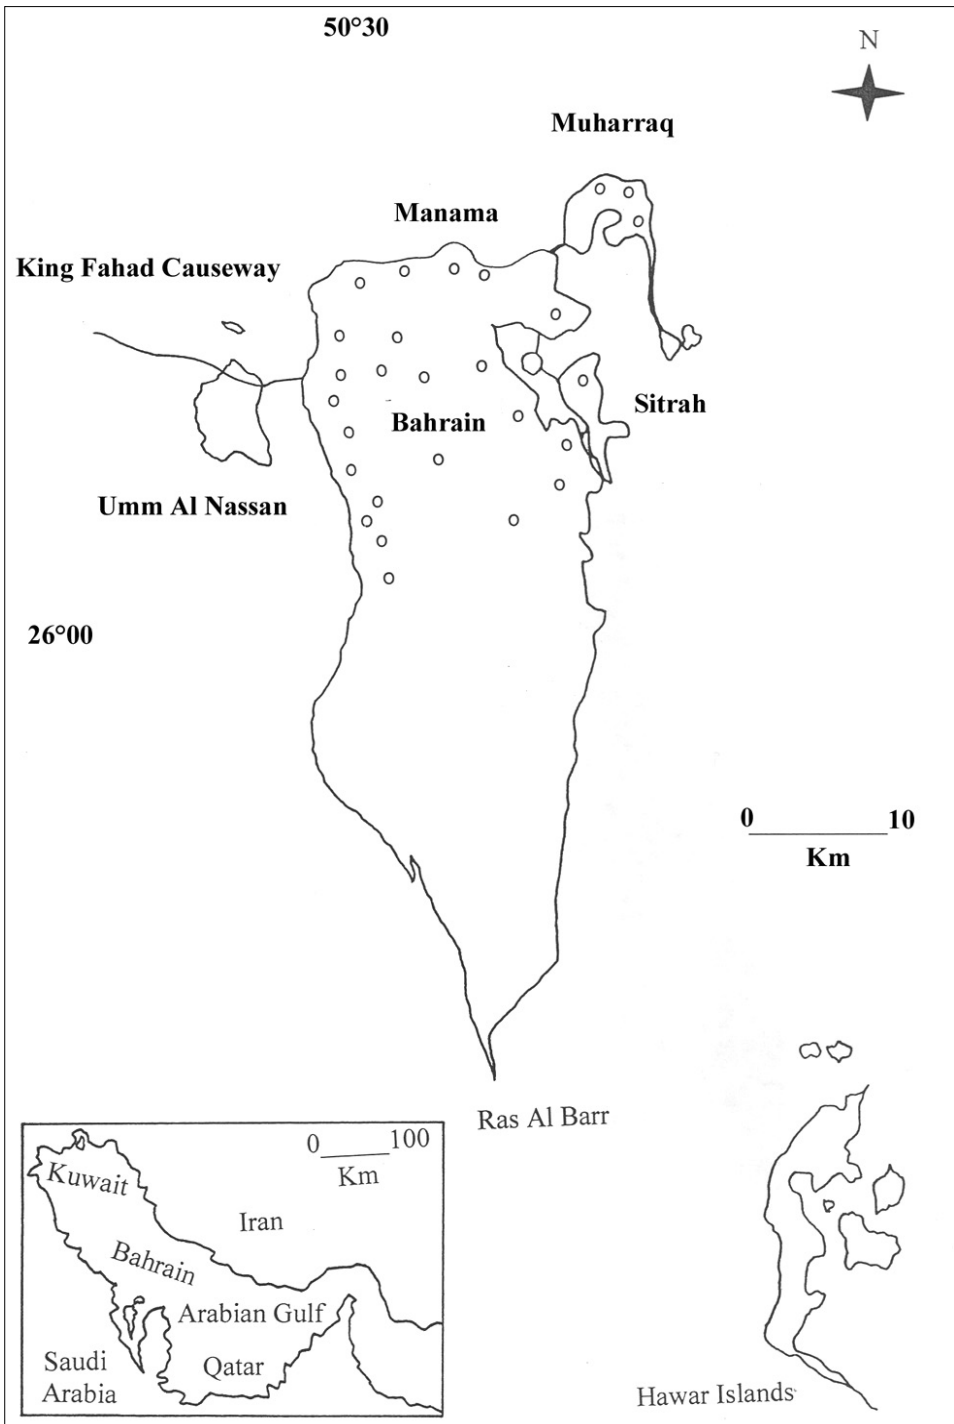 50°30
N
Muharraq
Manama
King Fahad Causeway
Sitrah
Bahrain
Umm Al Nassan
26°00
0 10
Km
Ras Al Barr
0 100
Km
Kuwait
Iran
Bahrain
Arabian Gulf
Saudi
Arabia
Qatar
Hawar Islands